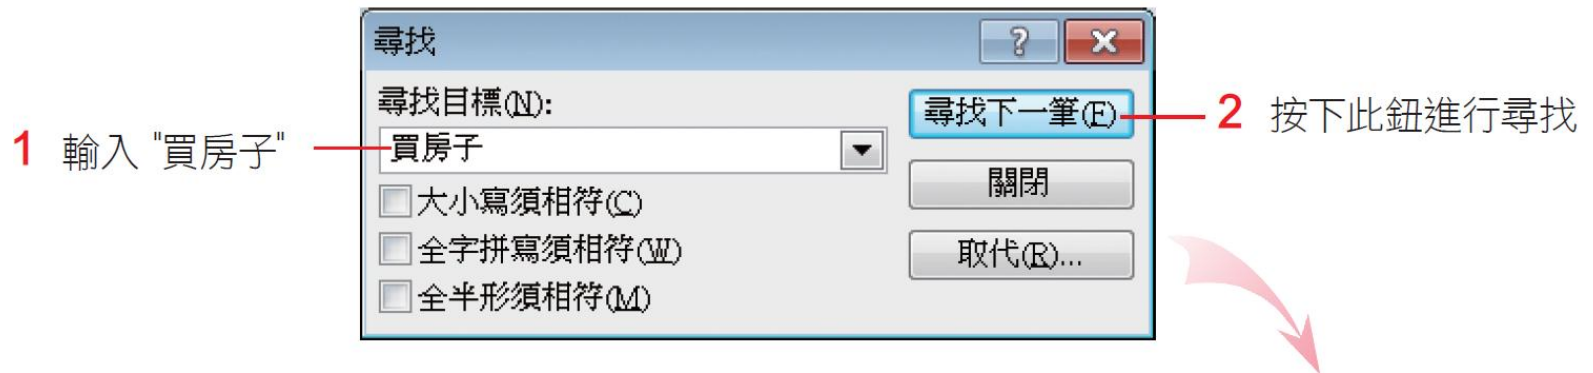 尋找
尋找目標(N):
尋找下一筆(F)
2 按下此鈕進行尋找
1 輸入 "買房子"
買房子
關閉
大小寫須相符(C)
全字拼寫須相符(W)
取代(R)...
全半形須相符(M)